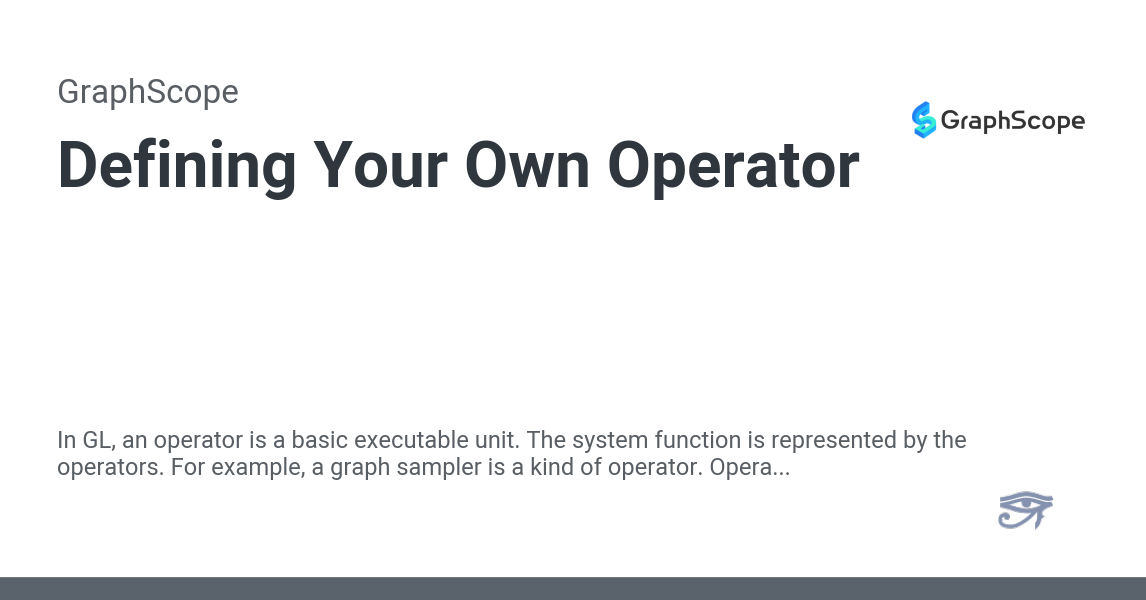 GraphScope
GraphScope
Defining Your Own Operator
In GL, an operator is a basic executable unit. The system function is represented by the
operators. For example, a graph sampler is a kind of operator. Opera...